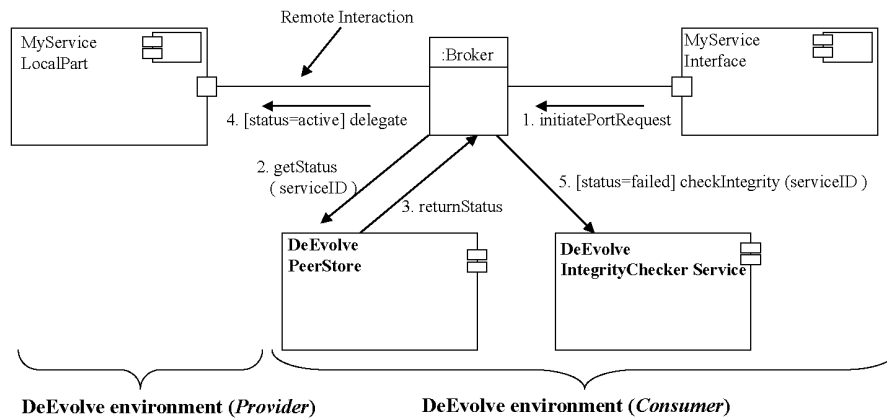 Remote Interaction
MyService
LocalPart
:Broker
MyService
Interface
4. [status=active] delegate
1. initiatePortRequest
2. getStatus
( serviceID )
3. returnStatus
5. [status=failed] checkIntegrity (serviceID )
DeEvolve
PeerStore
DeEvolve
IntegrityChecker Service
DeEvolve environment (Provider)
DeEvolve environment (Consumer)